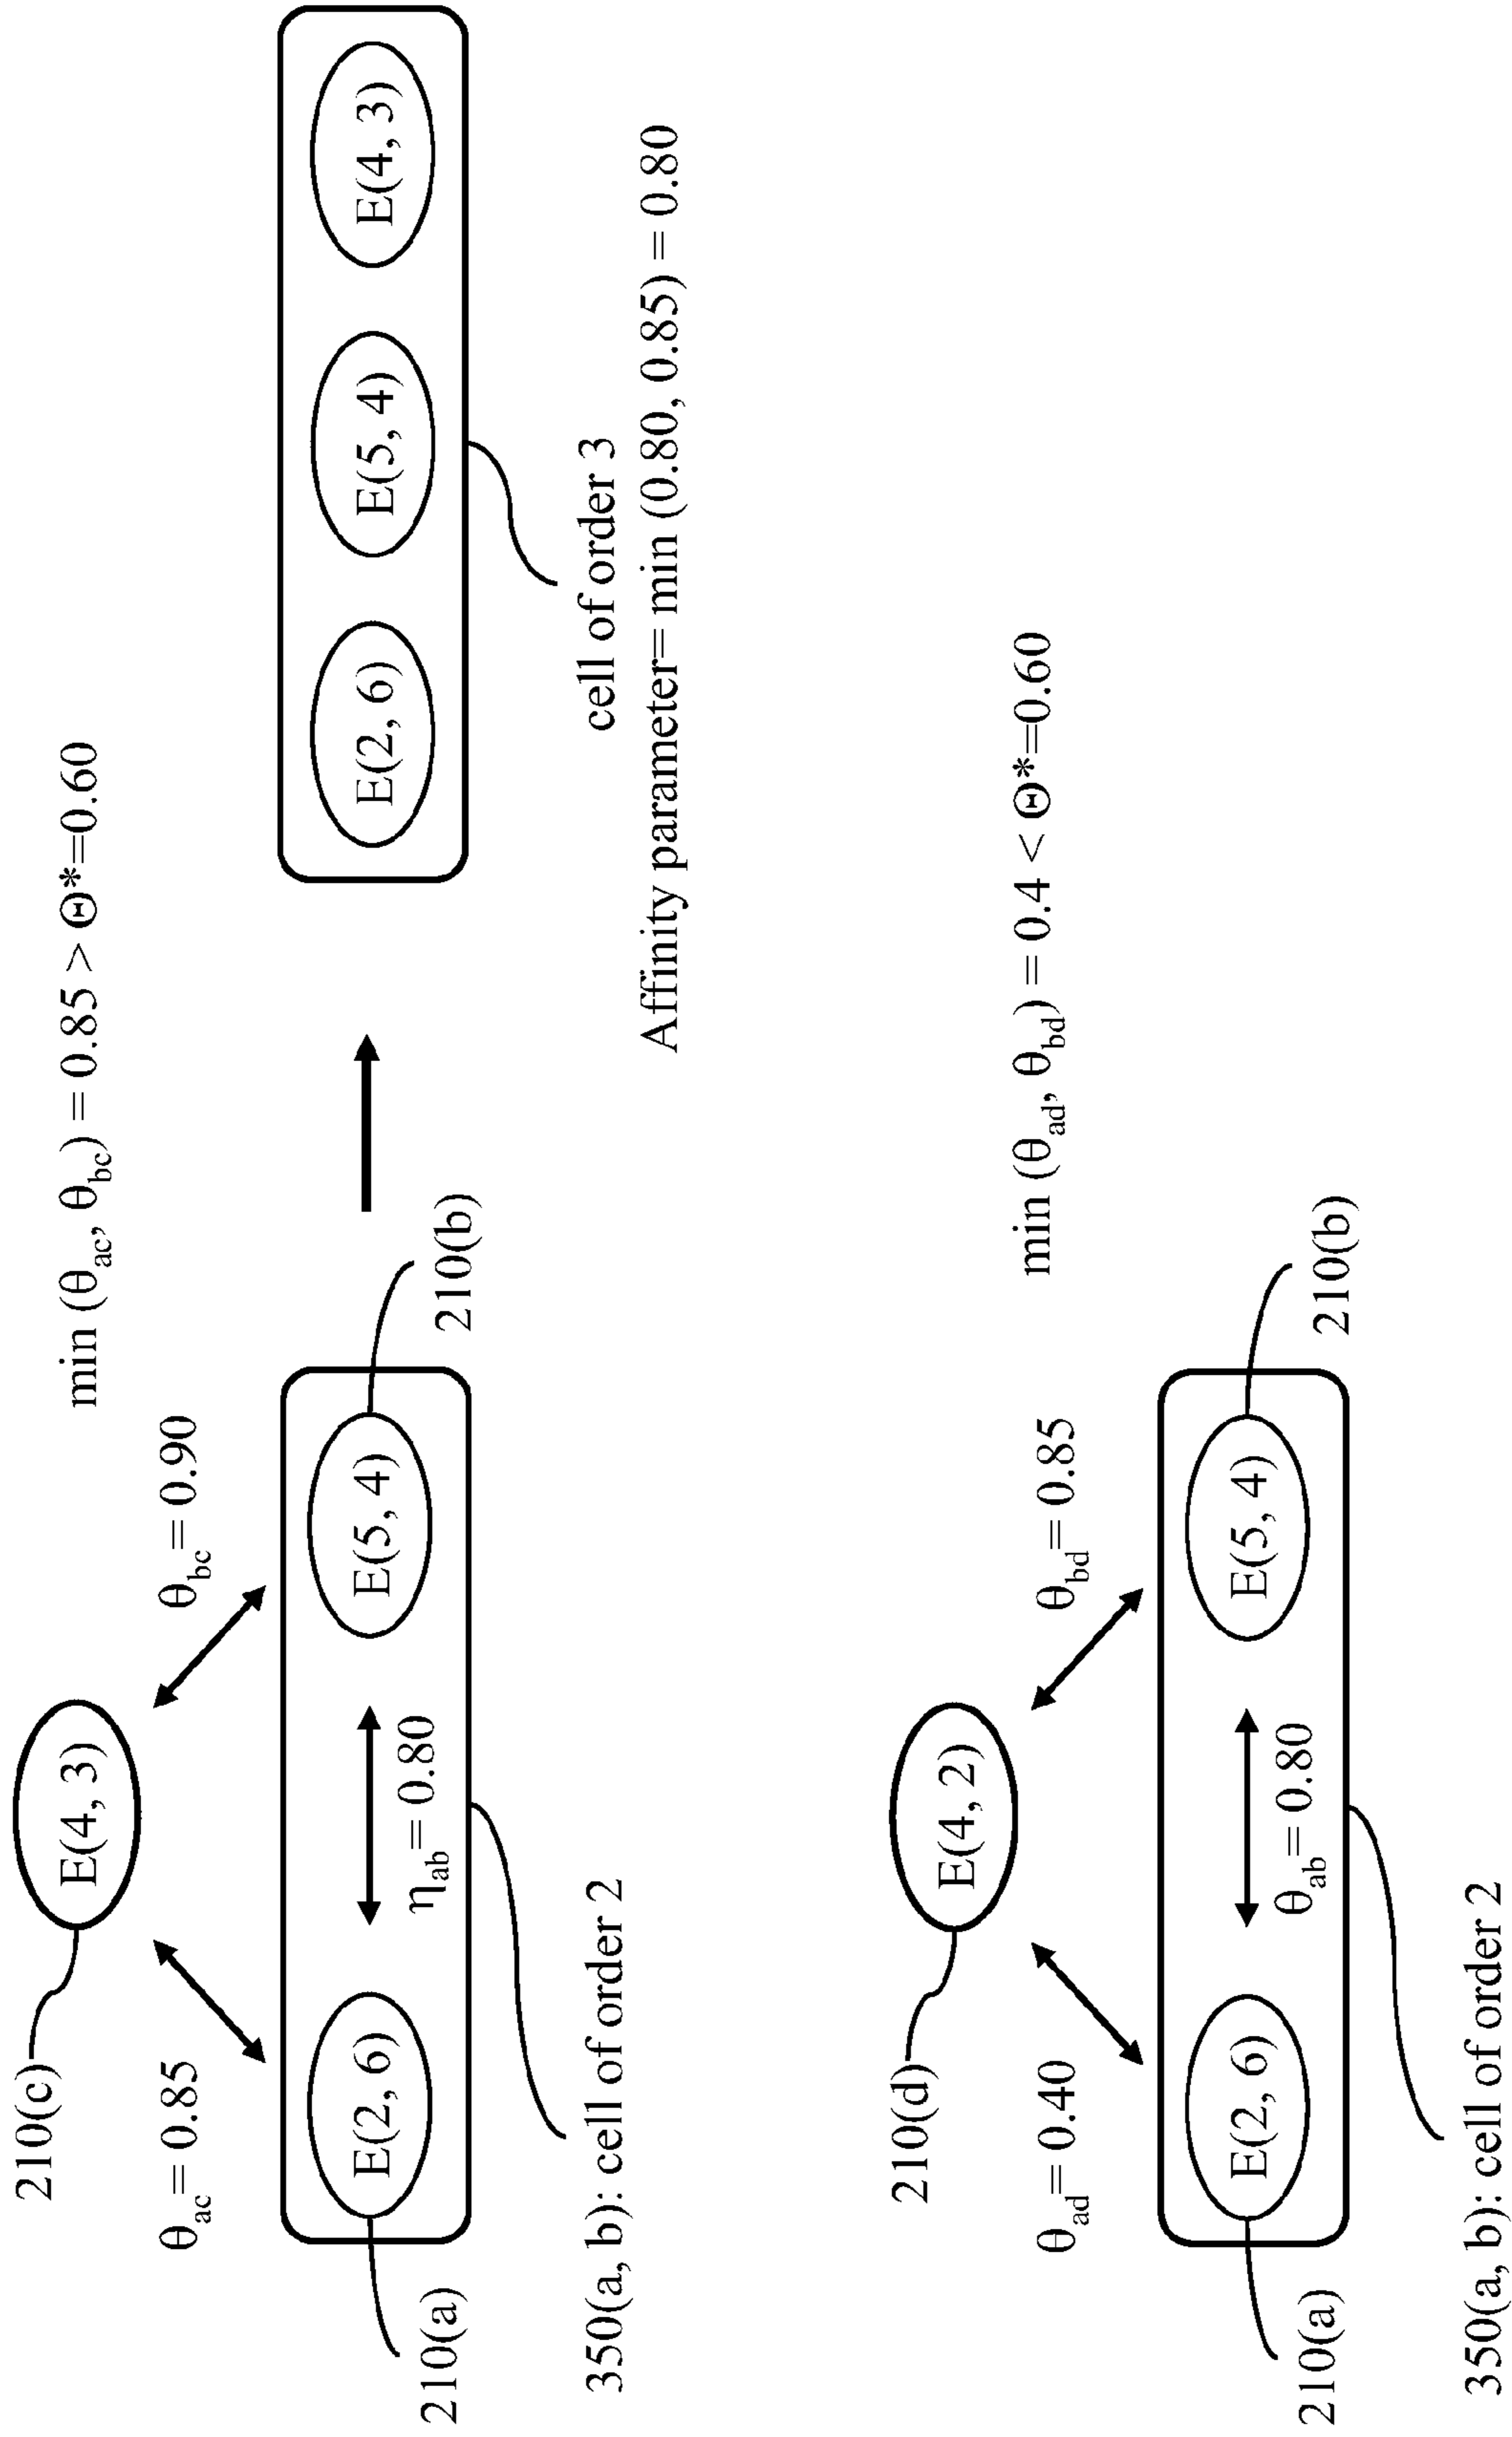 210(c)
E(4, 3)
min (θac, θbc) = 0.85 > Θ*=0.60
θac= 0.85
θbc= 0.90
E(2, 6)
E(5, 4)
ηab= 0.80
210(a)
210(b)
350(a, b): cell of order 2
E(2, 6)
E(5, 4)
E(4, 3)
cell of order 3
Affinity parameter= min (0.80, 0.85) = 0.80
210(d)
E(4, 2)
min (θad, θbd) = 0.4 < Θ*=0.60
θad= 0.40
θbd= 0.85
E(2, 6)
E(5, 4)
θab= 0.80
210(a)
210(b)
350(a, b): cell of order 2